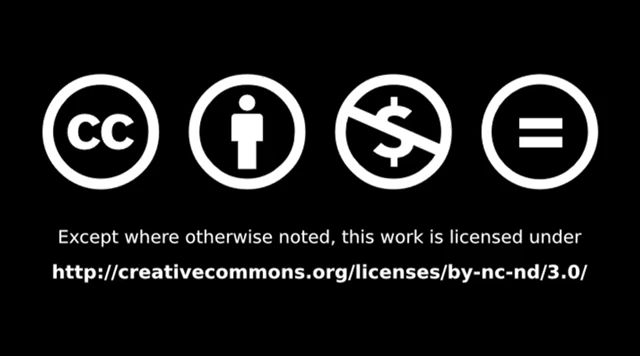 cc
$
=
Except where otherwise noted, this work is licensed under
http://creativecommons.org/licenses/by-nc-nd/3.0/